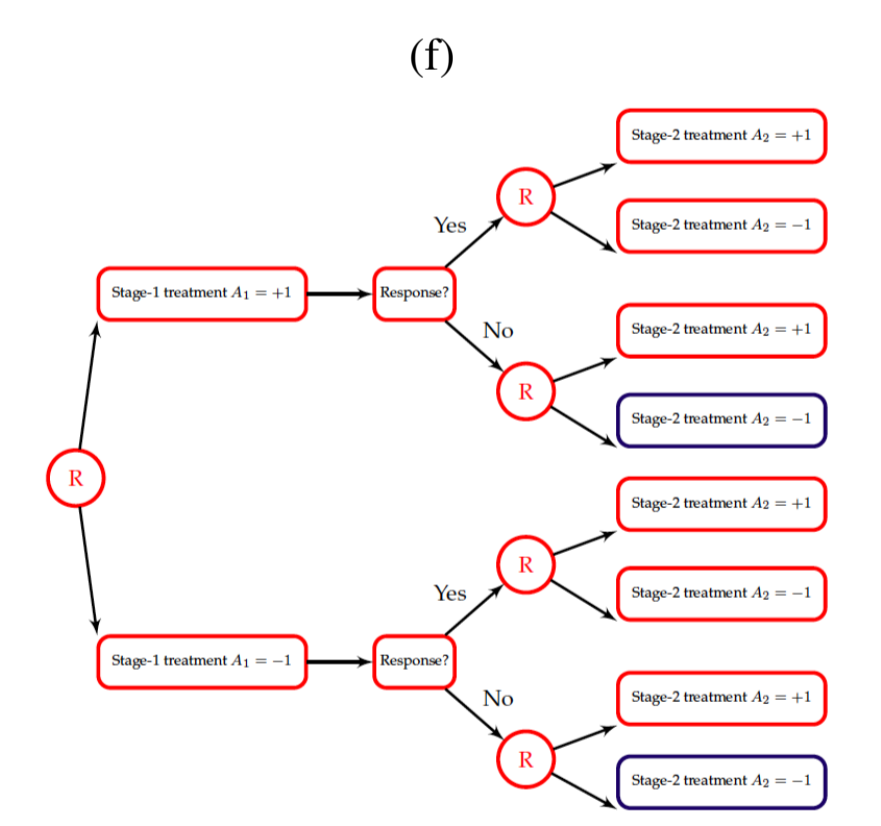 (f)
Stage-2 treatment A₂ = +1
R
Yes
Stage-2 treatment A₂ = −1
Stage-1 treatment A₁ = +1
Response?
Stage-2 treatment A₂ = +1
No
R
Stage-2 treatment A₂ = −1
R
Stage-2 treatment A₂ = +1
R
Yes
Stage-2 treatment A₂ = −1
Stage-1 treatment A₁ = −1
Response?
Stage-2 treatment A₂ = +1
No
R
Stage-2 treatment A₂ = −1